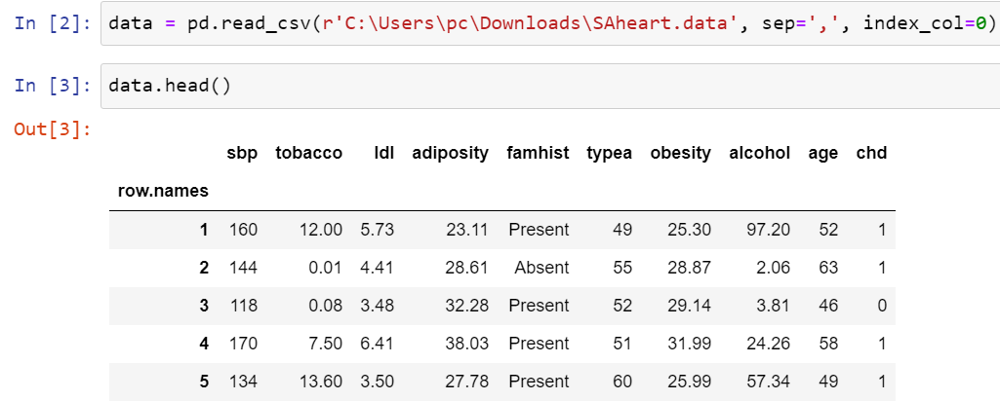 In [2]: data = pd.read_csv(r'C:\Users\pc\Downloads\SAheart.data', sep=',', index_col=0)
In [3]: data.head()
Out[3]:
sbp tobacco ldl adiposity famhist typea obesity alcohol age chd
row.names
1 160 12.00 5.73 23.11 Present 49 25.30 97.20 52 1
2 144 0.01 4.41 28.61 Absent 55 28.87 2.06 63 1
3 118 0.08 3.48 32.28 Present 52 29.14 3.81 46 0
4 170 7.50 6.41 38.03 Present 51 31.99 24.26 58 1
5 134 13.60 3.50 27.78 Present 60 25.99 57.34 49 1